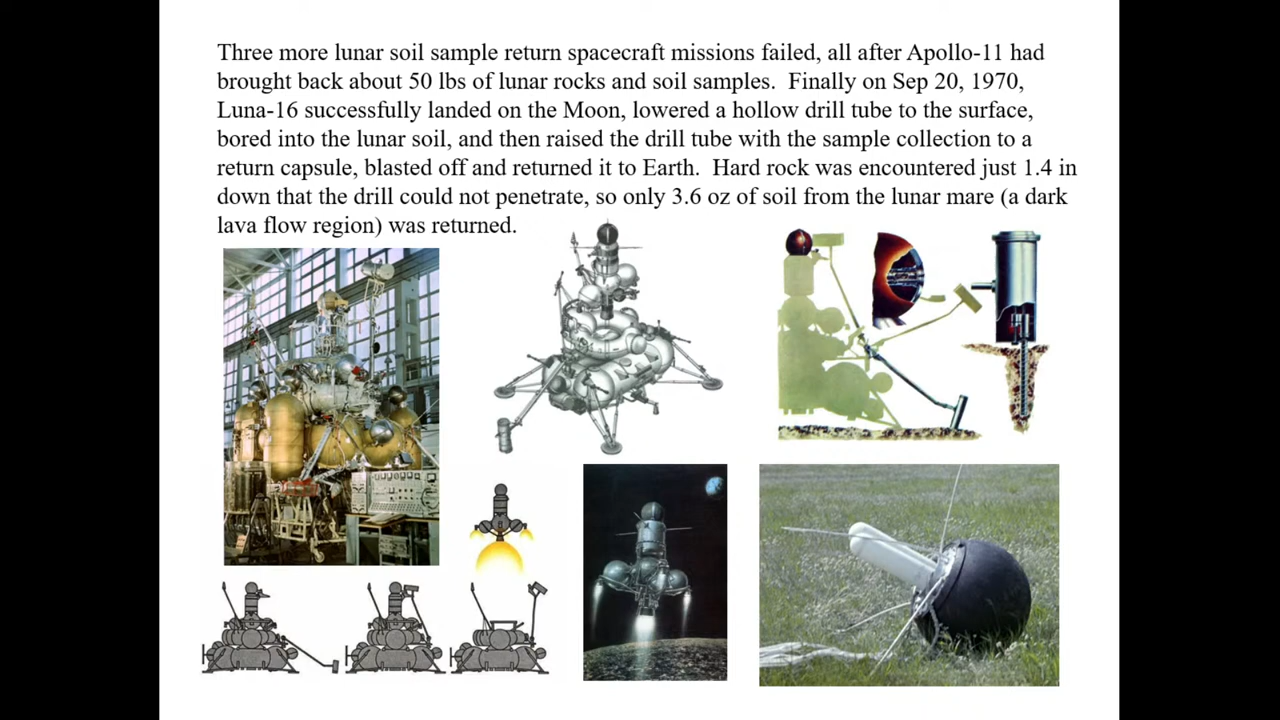 Three more lunar soil sample return spacecraft missions failed, all after Apollo-11 had
brought back about 50 lbs of lunar rocks and soil samples.  Finally on Sep 20, 1970,
Luna-16 successfully landed on the Moon, lowered a hollow drill tube to the surface,
bored into the lunar soil, and then raised the drill tube with the sample collection to a
return capsule, blasted off and returned it to Earth.  Hard rock was encountered just 1.4 in
down that the drill could not penetrate, so only 3.6 oz of soil from the lunar mare (a dark
lava flow region) was returned.